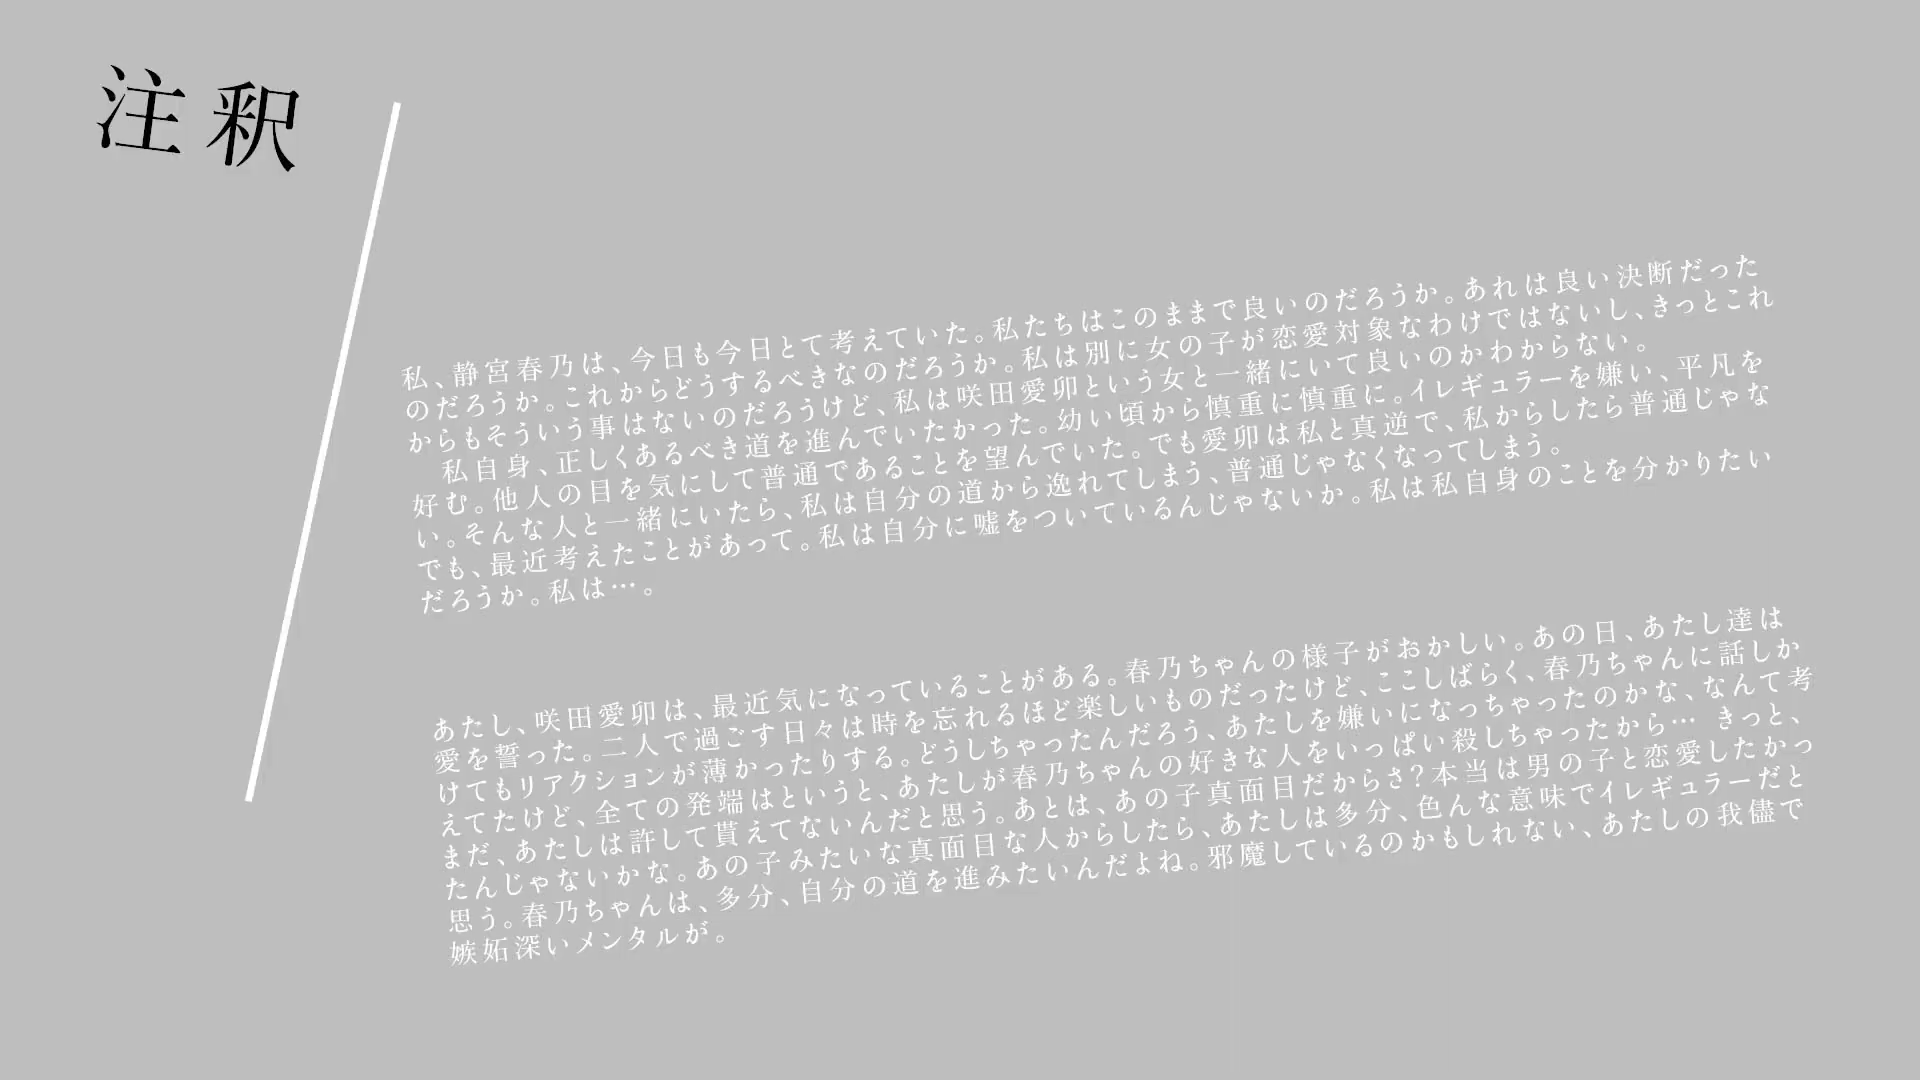 注釈
私、静宮春乃は、今日も今日とて考えていた。私たちはこのままで良いのだろうか。あれは良い決断だった
のだろうか。これからどうするべきなのだろうか。私は別に女の子が恋愛対象なわけではないし、きっとこれ
からもそういう事はないのだろうけど、私は咲田愛卯という女と一緒にいて良いのかわからない。
私自身、正しくあるべき道を進んでいたかった。幼い頃から慎重に慎重に。イレギュラーを嫌い、平凡を
好む。他人の目を気にして普通であることを望んでいた。でも愛卯は私と真逆で、私からしたら普通じゃな
い。そんな人と一緒にいたら、私は自分の道から逸れてしまう、普通じゃなくなってしまう。
でも、最近考えたことがあって。私は自分に嘘をついているんじゃないか。私は私自身のことを分かりたい
だろうか。私は…。
あたし、咲田愛卯は、最近気になっていることがある。春乃ちゃんの様子がおかしい。あの日、あたし達は
愛を誓った。二人で過ごす日々は時を忘れるほど楽しいものだったけど、ここしばらく、春乃ちゃんに話しか
けてもリアクションが薄かったりする。どうしちゃったんだろう、あたしを嫌いになっちゃったのかな、なんて考
えてたけど、全ての発端はというと、あたしが春乃ちゃんの好きな人をいっぱい殺しちゃったから… きっと、
まだ、あたしは許して貰えてないんだと思う。あとは、あの子真面目だからさ？本当は男の子と恋愛したかっ
たんじゃないかな。あの子みたいな真面目な人からしたら、あたしは多分、色んな意味でイレギュラーだと
思う。春乃ちゃんは、多分、自分の道を進みたいんだよね。邪魔しているのかもしれない、あたしの我儘で
嫉妬深いメンタルが。